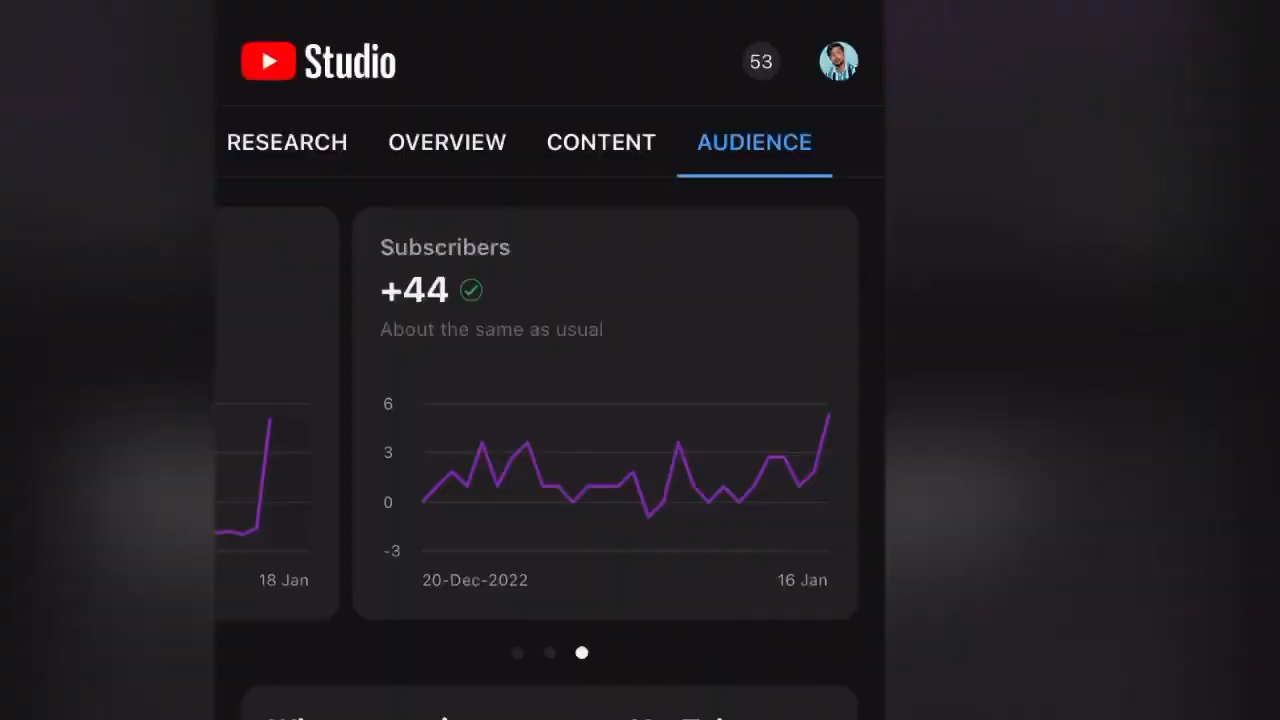 Studio
53
RESEARCH OVERVIEW CONTENT AUDIENCE
Subscribers
+44
About the same as usual
6
3
0
-3
18 Jan
20-Dec-2022 16 Jan